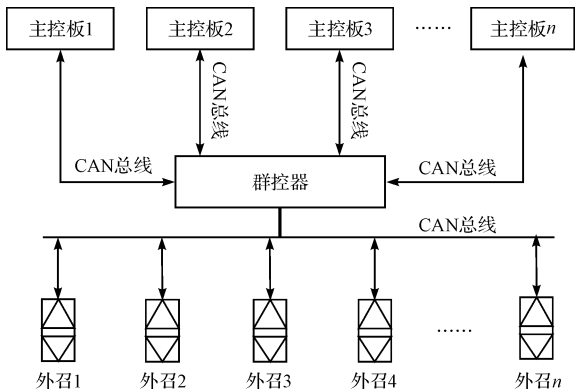 主控板1
主控板2
主控板3
……
主控板n
CAN总线
CAN总线
CAN总线
CAN总线
群控器
CAN总线
……
外召1
外召2
外召3
外召4
外召n